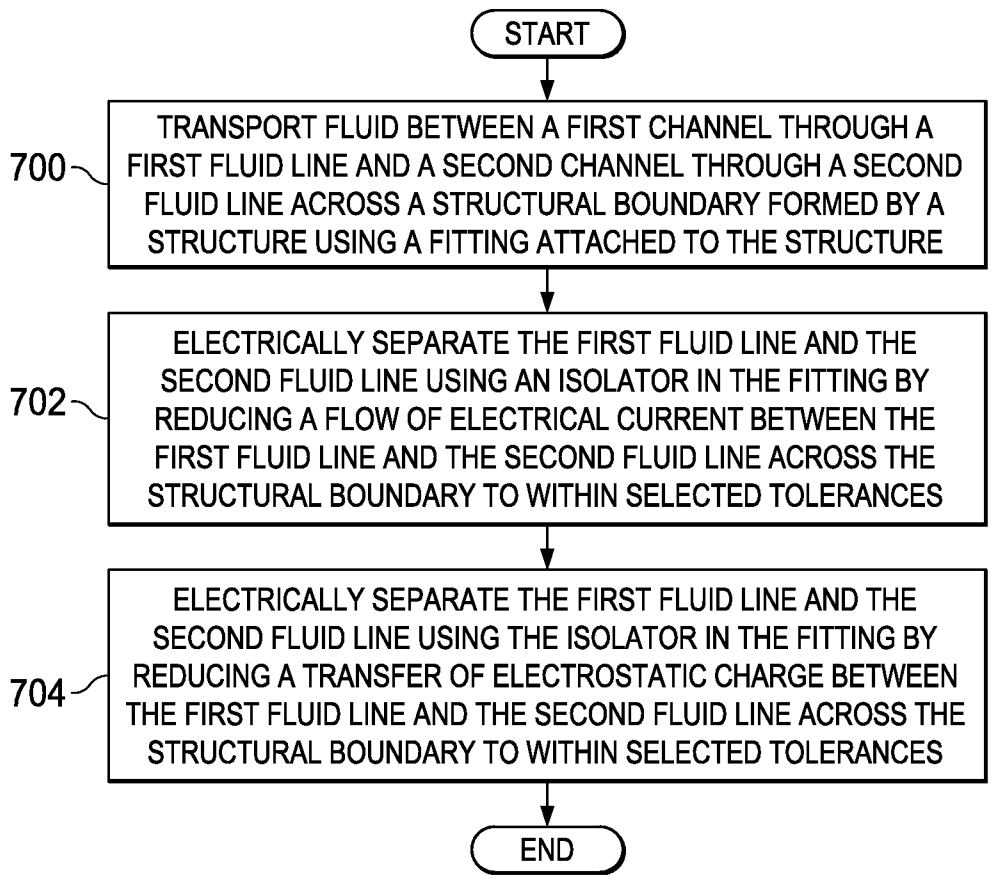 START
700
TRANSPORT FLUID BETWEEN A FIRST CHANNEL THROUGH A
FIRST FLUID LINE AND A SECOND CHANNEL THROUGH A SECOND
FLUID LINE ACROSS A STRUCTURAL BOUNDARY FORMED BY A
STRUCTURE USING A FITTING ATTACHED TO THE STRUCTURE
702
ELECTRICALLY SEPARATE THE FIRST FLUID LINE AND THE
SECOND FLUID LINE USING AN ISOLATOR IN THE FITTING BY
REDUCING A FLOW OF ELECTRICAL CURRENT BETWEEN THE
FIRST FLUID LINE AND THE SECOND FLUID LINE ACROSS THE
STRUCTURAL BOUNDARY TO WITHIN SELECTED TOLERANCES
704
ELECTRICALLY SEPARATE THE FIRST FLUID LINE AND THE
SECOND FLUID LINE USING THE ISOLATOR IN THE FITTING BY
REDUCING A TRANSFER OF ELECTROSTATIC CHARGE BETWEEN
THE FIRST FLUID LINE AND THE SECOND FLUID LINE ACROSS THE
STRUCTURAL BOUNDARY TO WITHIN SELECTED TOLERANCES
END